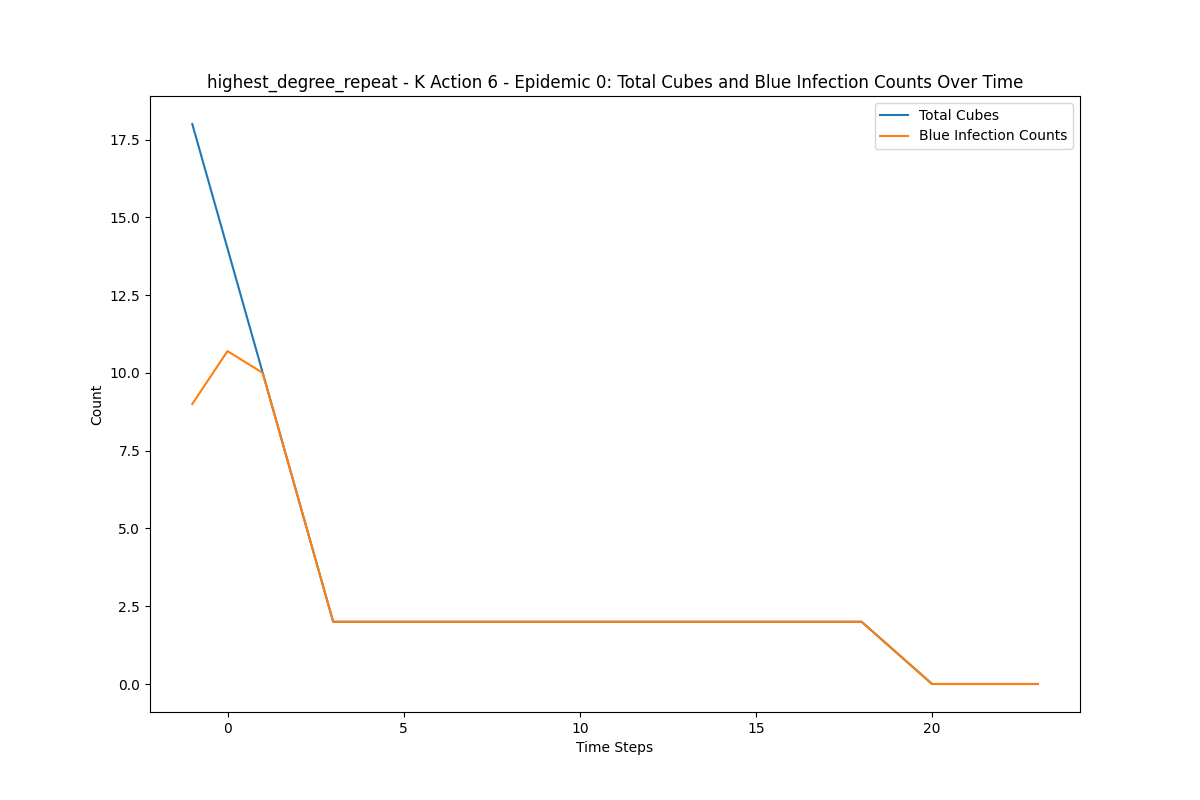 highest_degree_repeat - K Action 6 - Epidemic 0: Total Cubes and Blue Infection Counts Over Time
Total Cubes
Blue Infection Counts
17.5
15.0
12.5
10.0
7.5
5.0
2.5
0.0
Count
0 5 10 15 20
Time Steps